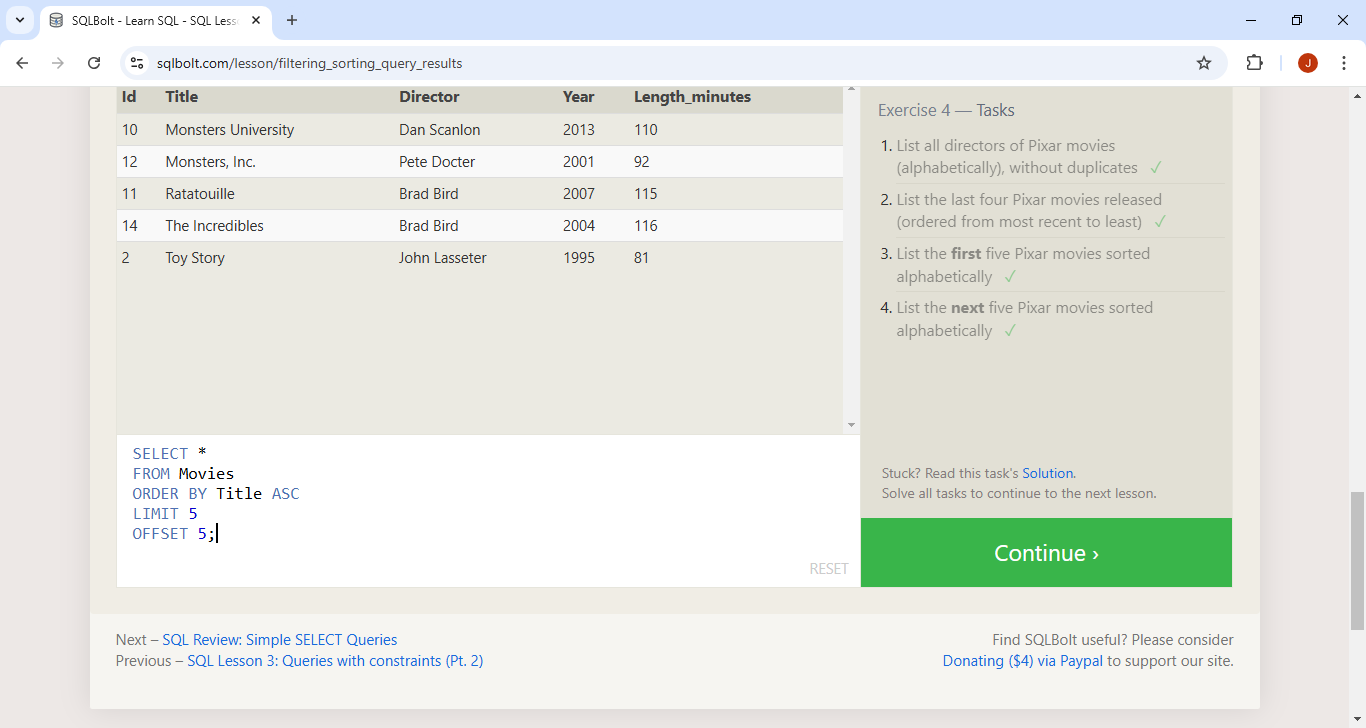 SQLBolt - Learn SQL - SQL Less
sqlbolt.com/lesson/filtering_sorting_query_results
J
Id Title Director Year Length_minutes
10 Monsters University Dan Scanlon 2013 110
12 Monsters, Inc. Pete Docter 2001 92
11 Ratatouille Brad Bird 2007 115
14 The Incredibles Brad Bird 2004 116
2 Toy Story John Lasseter 1995 81
SELECT *
FROM Movies
ORDER BY Title ASC
LIMIT 5
OFFSET 5;
RESET
Exercise 4 — Tasks
1. List all directors of Pixar movies
(alphabetically), without duplicates ✓
2. List the last four Pixar movies released
(ordered from most recent to least) ✓
3. List the first five Pixar movies sorted
alphabetically ✓
4. List the next five Pixar movies sorted
alphabetically ✓
Stuck? Read this task's Solution.
Solve all tasks to continue to the next lesson.
Continue ›
Next – SQL Review: Simple SELECT Queries
Previous – SQL Lesson 3: Queries with constraints (Pt. 2)
Find SQLBolt useful? Please consider
Donating ($4) via Paypal to support our site.